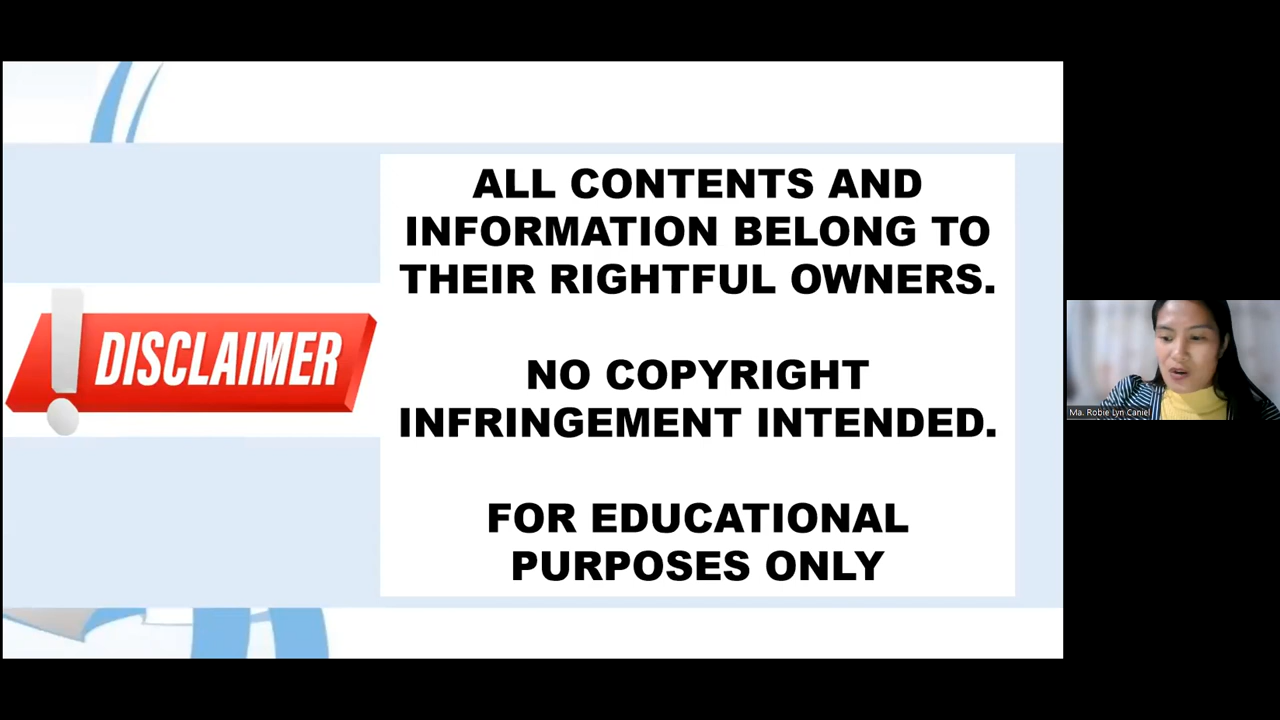 ALL CONTENTS AND
INFORMATION BELONG TO
THEIR RIGHTFUL OWNERS.
NO COPYRIGHT
INFRINGEMENT INTENDED.
FOR EDUCATIONAL
PURPOSES ONLY
DISCLAIMER
Ma. Robie Lyn Caniel